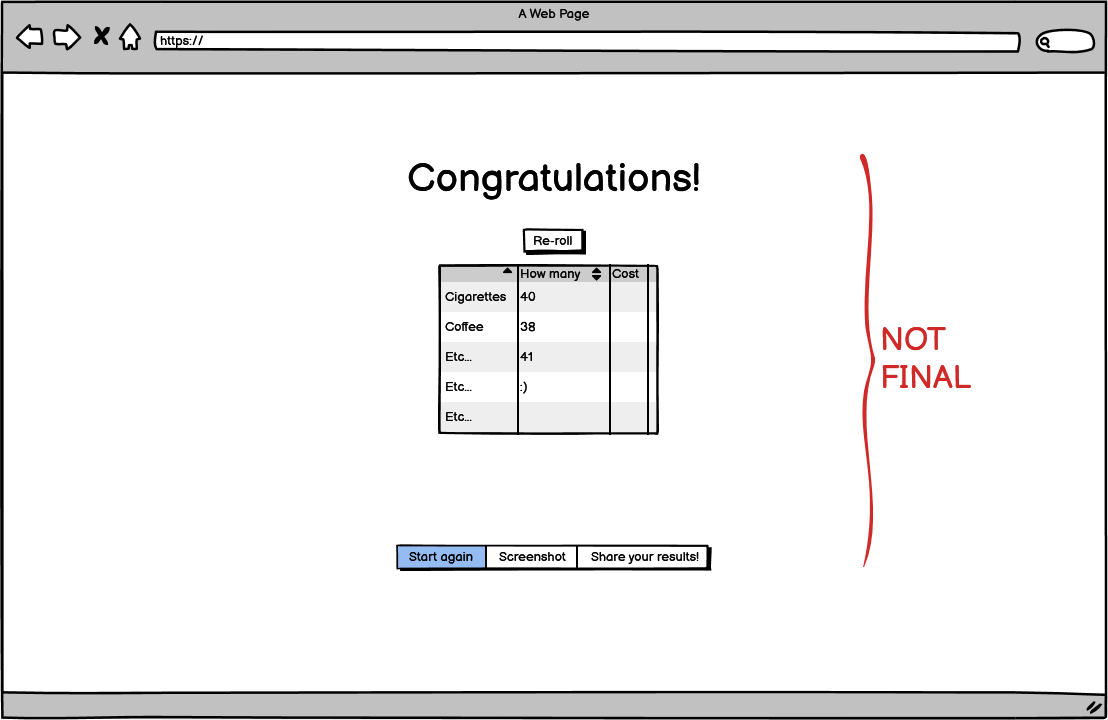 A Web Page
https://
Congratulations!
Re-roll
How many Cost
Cigarettes 40
Coffee 38
Etc... 41
Etc... :)
Etc...
NOT
FINAL
Start again Screenshot Share your results!